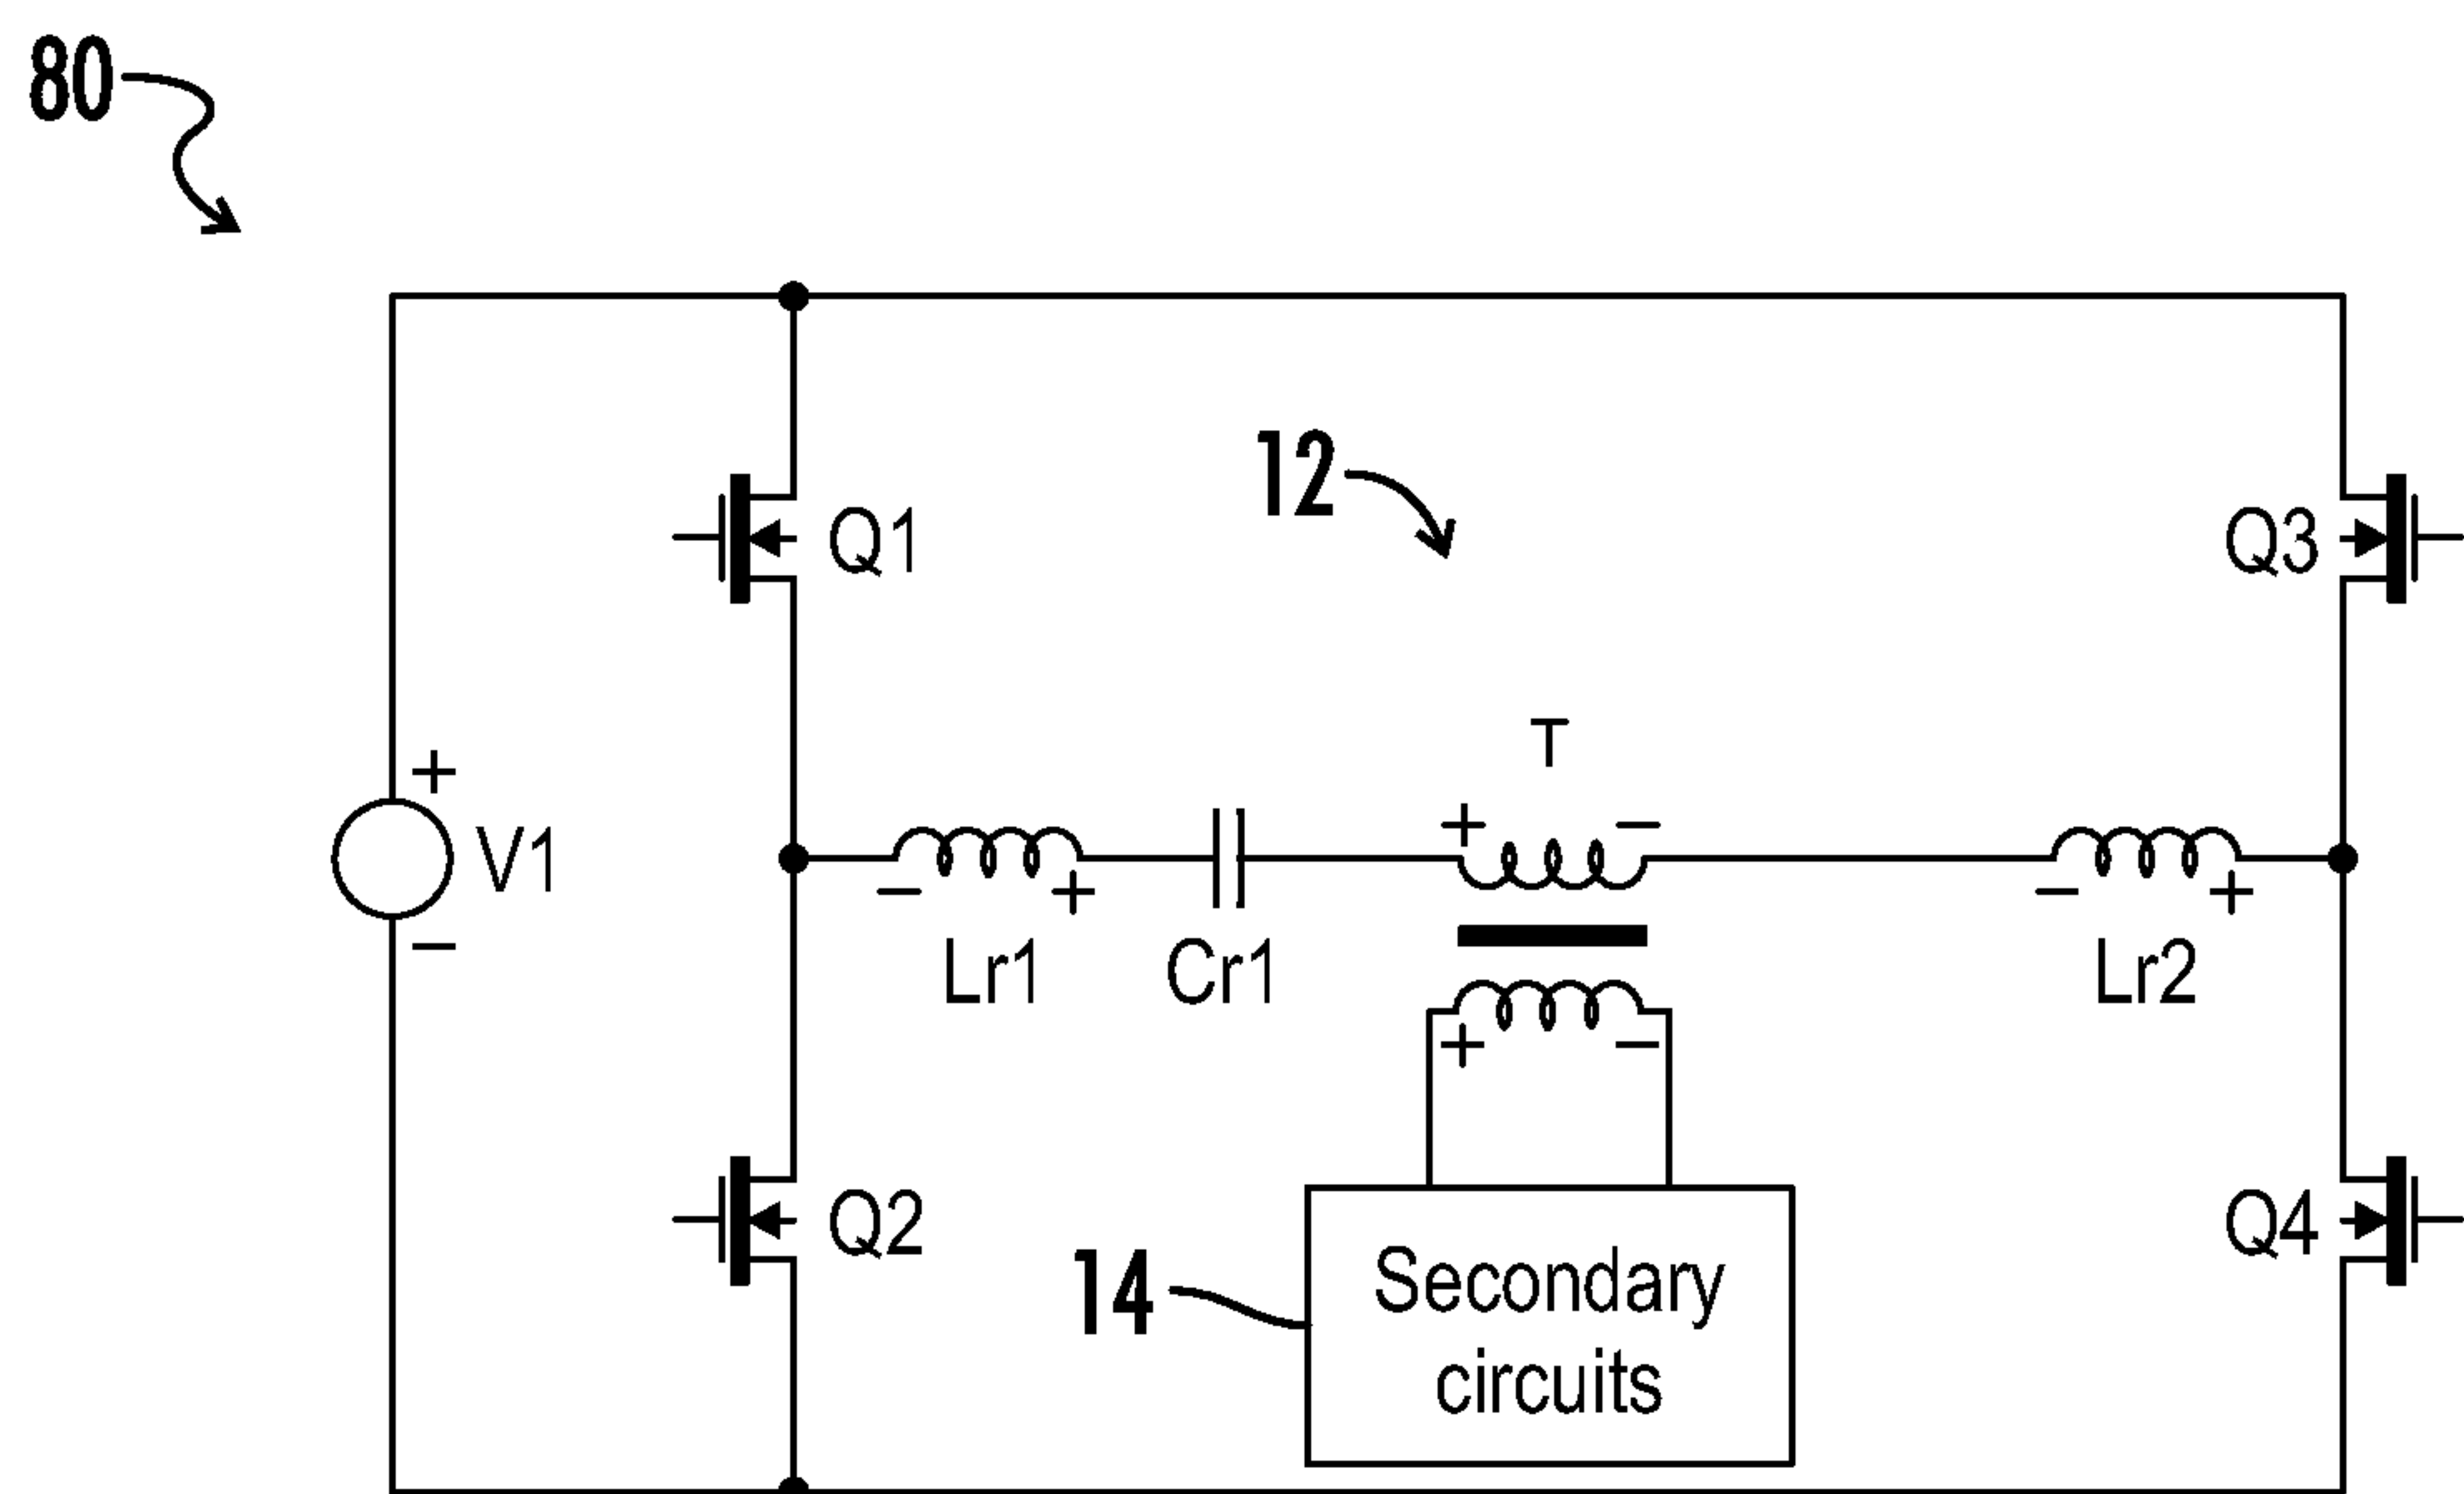 80
12
Q1
Q3
T
+
+ −
V1
−
− +
− +
Lr1
Cr1
Lr2
+ −
Q2
Q4
14
Secondary
circuits